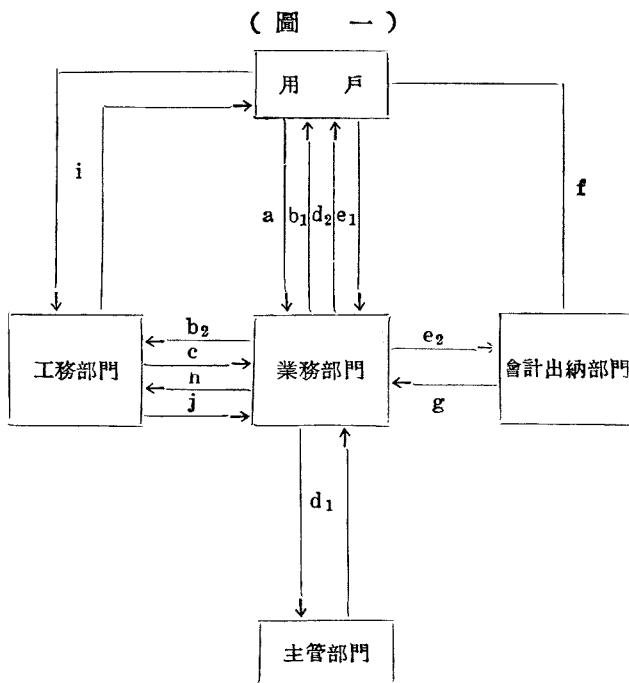 （圖 一）
用 戶
i
f
a b₁ d₂ e₁
b₂
e₂
c
工務部門
業務部門
會計出納部門
n
g
j
d₁
主管部門